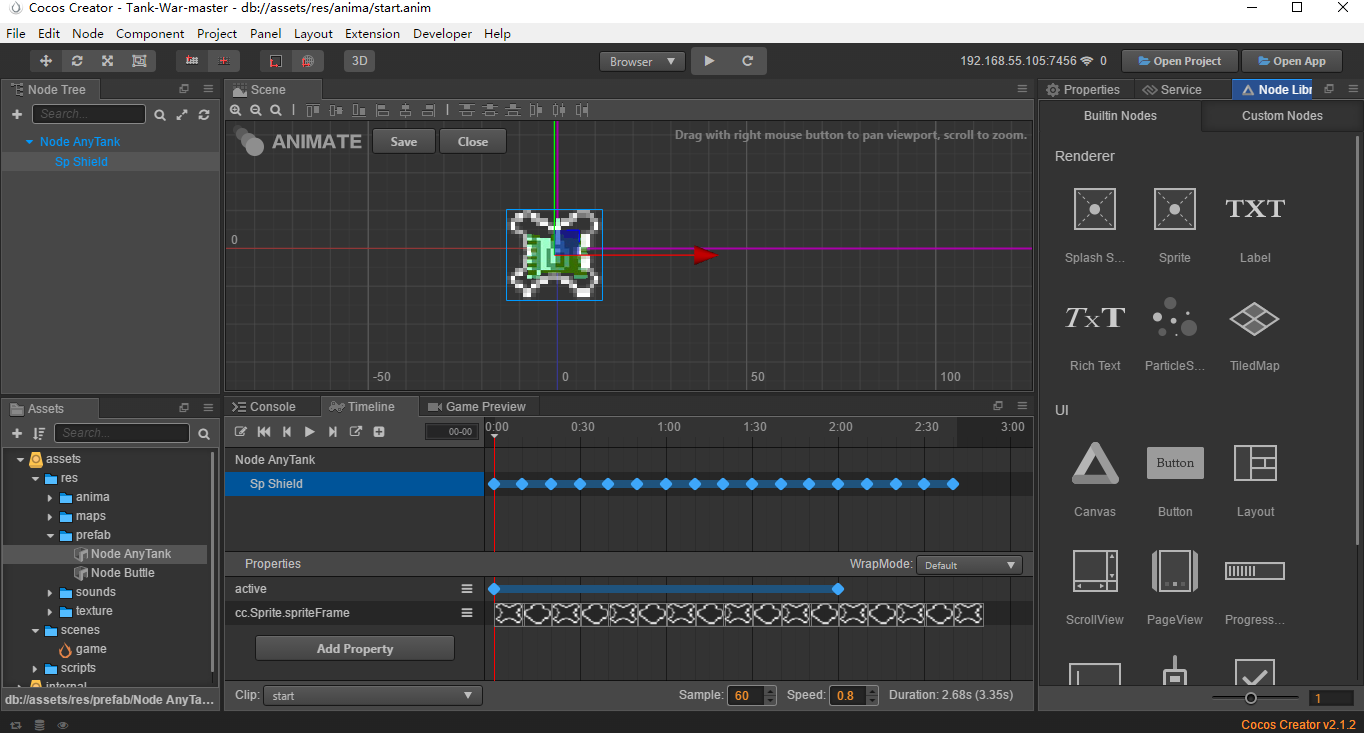 Cocos Creator - Tank-War-master - db://assets/res/anima/start.anim
File Edit Node Component Project Panel Layout Extension Developer Help
3D
Browser
192.168.55.105:7456 0
Open Project
Open App
Node Tree
Search...
Node AnyTank
Sp Shield
Scene
ANIMATE
Save
Close
Drag with right mouse button to pan viewport, scroll to zoom.
0
-50 0 50 100
Properties
Service
Node Libr
Builtin Nodes
Custom Nodes
Renderer
Splash S...
Sprite
TXT
Label
TXT
Rich Text
ParticleS...
TiledMap
UI
Canvas
Button
Button
Layout
ScrollView
PageView
Progress...
1
Assets
Search...
assets
res
anima
maps
prefab
Node AnyTank
Node Buttle
sounds
texture
scenes
game
scripts
internal
db://assets/res/prefab/Node AnyTa...
Console
Timeline
Game Preview
00-00
0:00 0:30 1:00 1:30 2:00 2:30 3:00
Node AnyTank
Sp Shield
Properties
WrapMode: Default
active
cc.Sprite.spriteFrame
Add Property
Clip: start
Sample: 60 Speed: 0.8 Duration: 2.68s (3.35s)
Cocos Creator v2.1.2